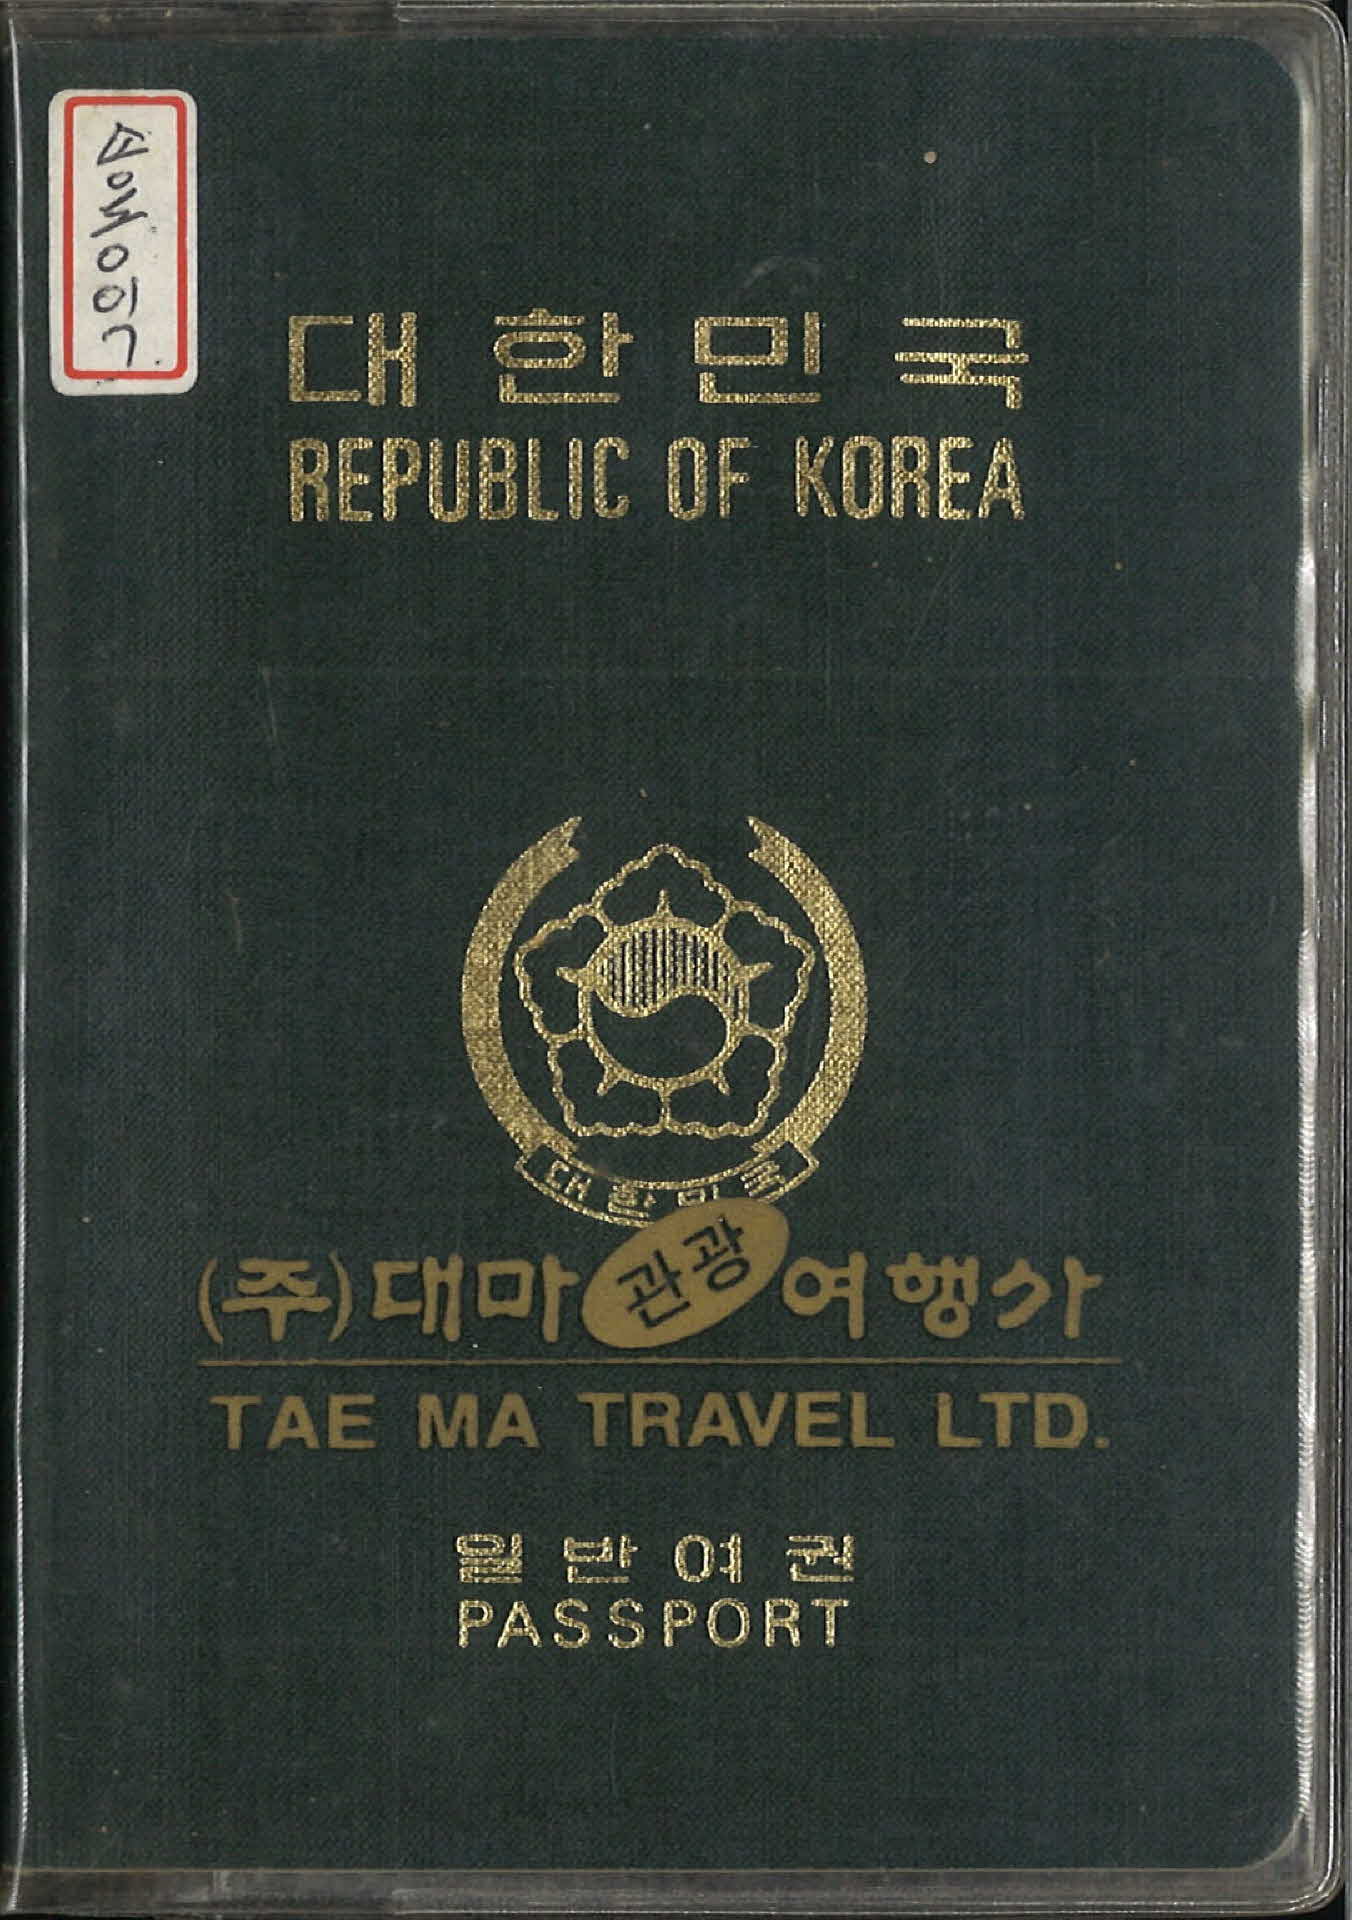 대한민국
REPUBLIC OF KOREA
대한민국
(주)대마관광여행사
TAE MA TRAVEL LTD.
일반여권
PASSPORT